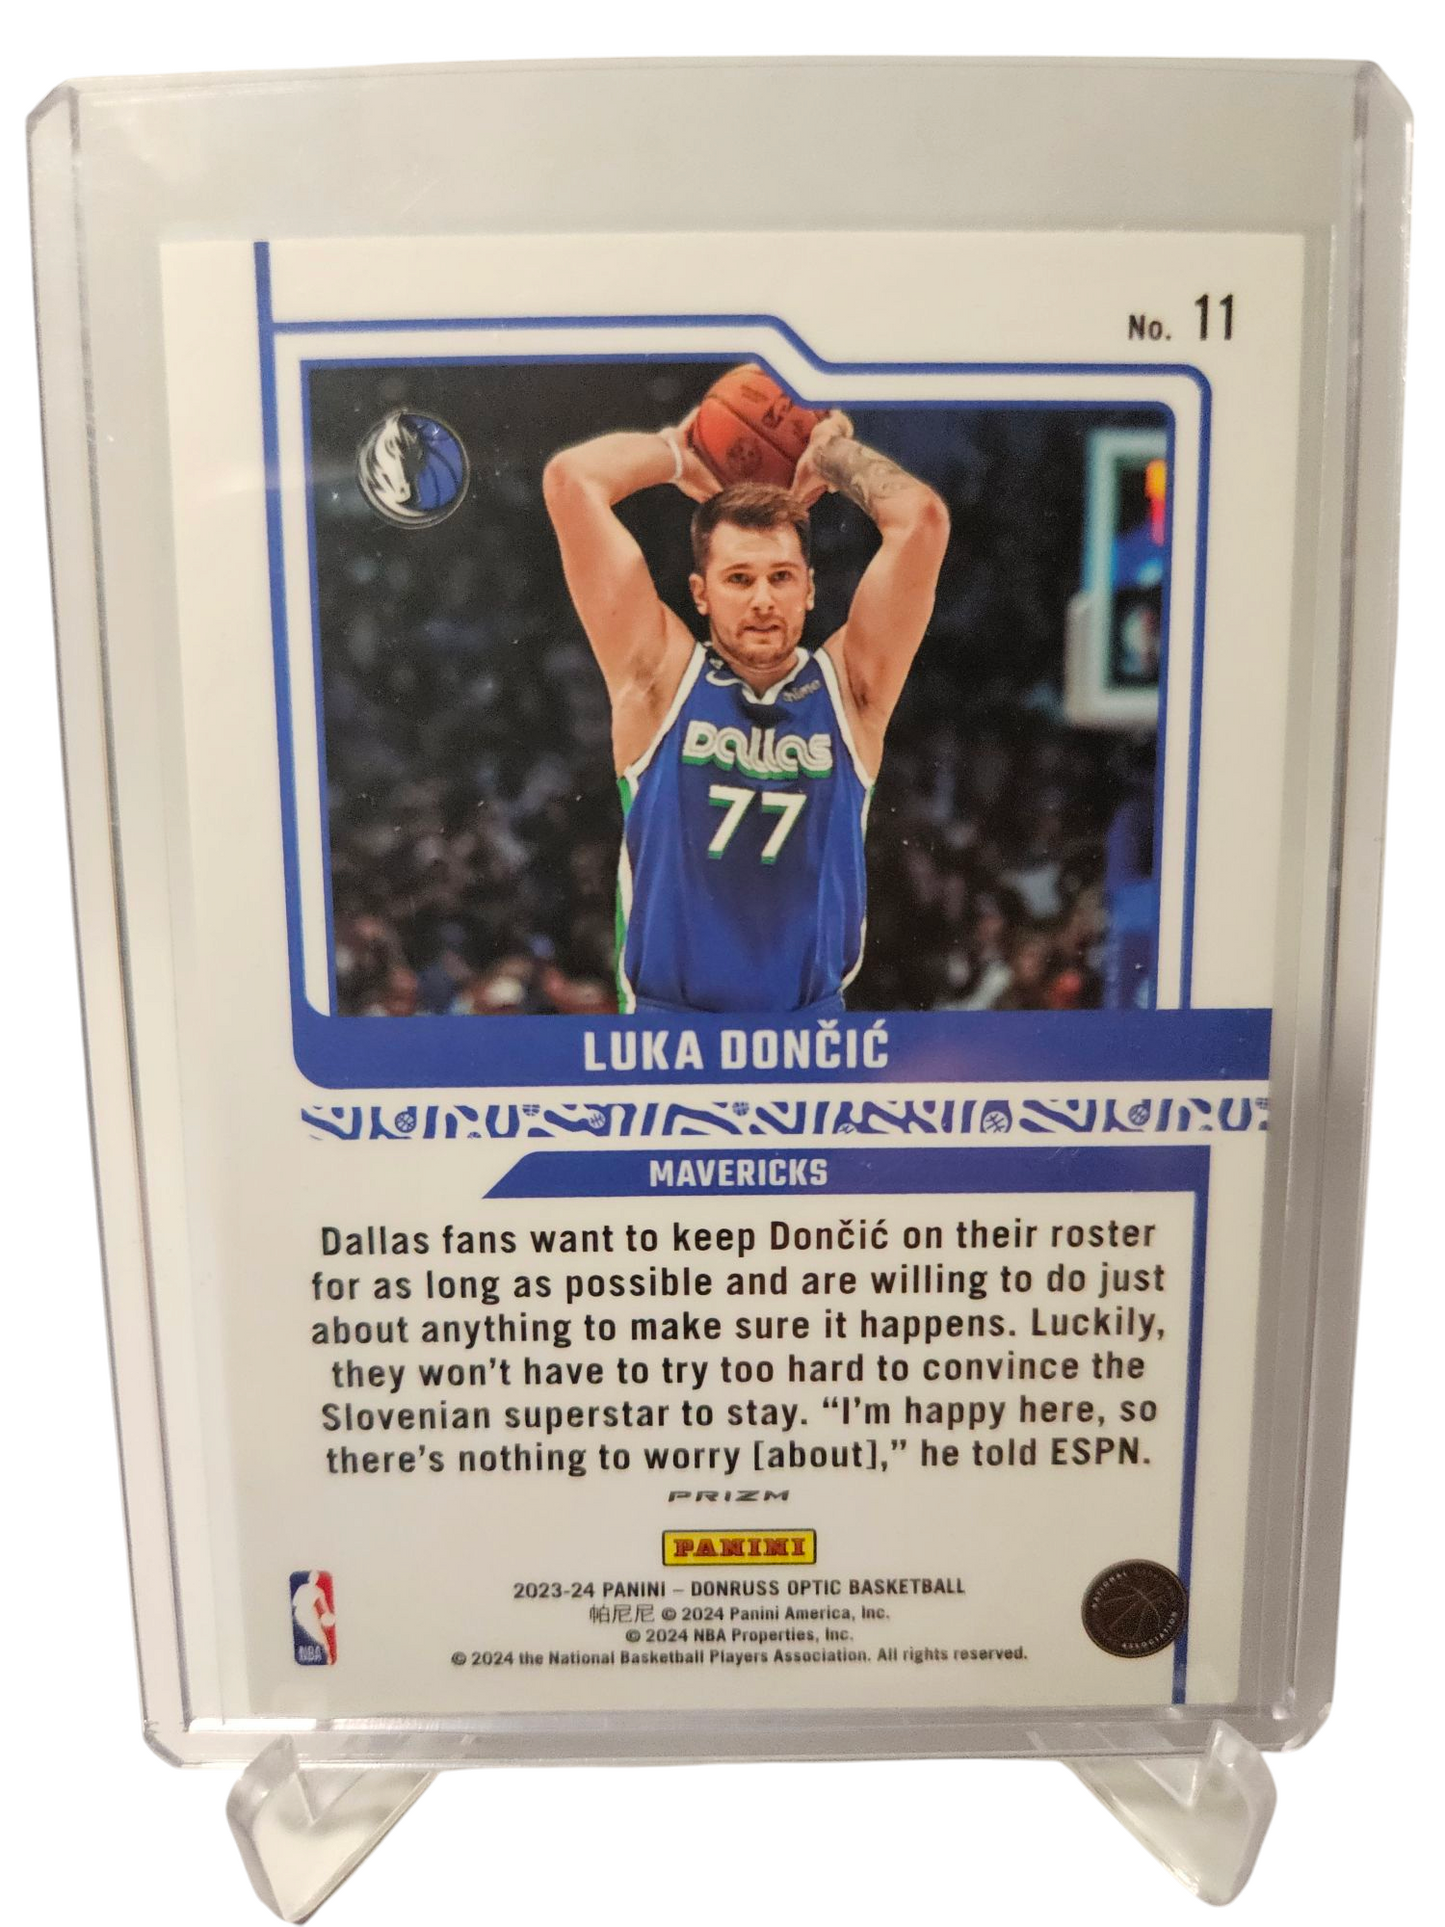 No. 11
Dallas
77
LUKA DONČIĆ
MAVERICKS
Dallas fans want to keep Dončić on their roster
for as long as possible and are willing to do just
about anything to make sure it happens. Luckily,
they won't have to try too hard to convince the
Slovenian superstar to stay. “I'm happy here, so
there's nothing to worry [about],” he told ESPN.
PRIZM
PANINI
2023-24 PANINI – DONRUSS OPTIC BASKETBALL
帕尼尼 © 2024 Panini America, Inc.
© 2024 NBA Properties, Inc.
© 2024 the National Basketball Players Association. All rights reserved.
NBA
NATIONAL
ASSOCIATION